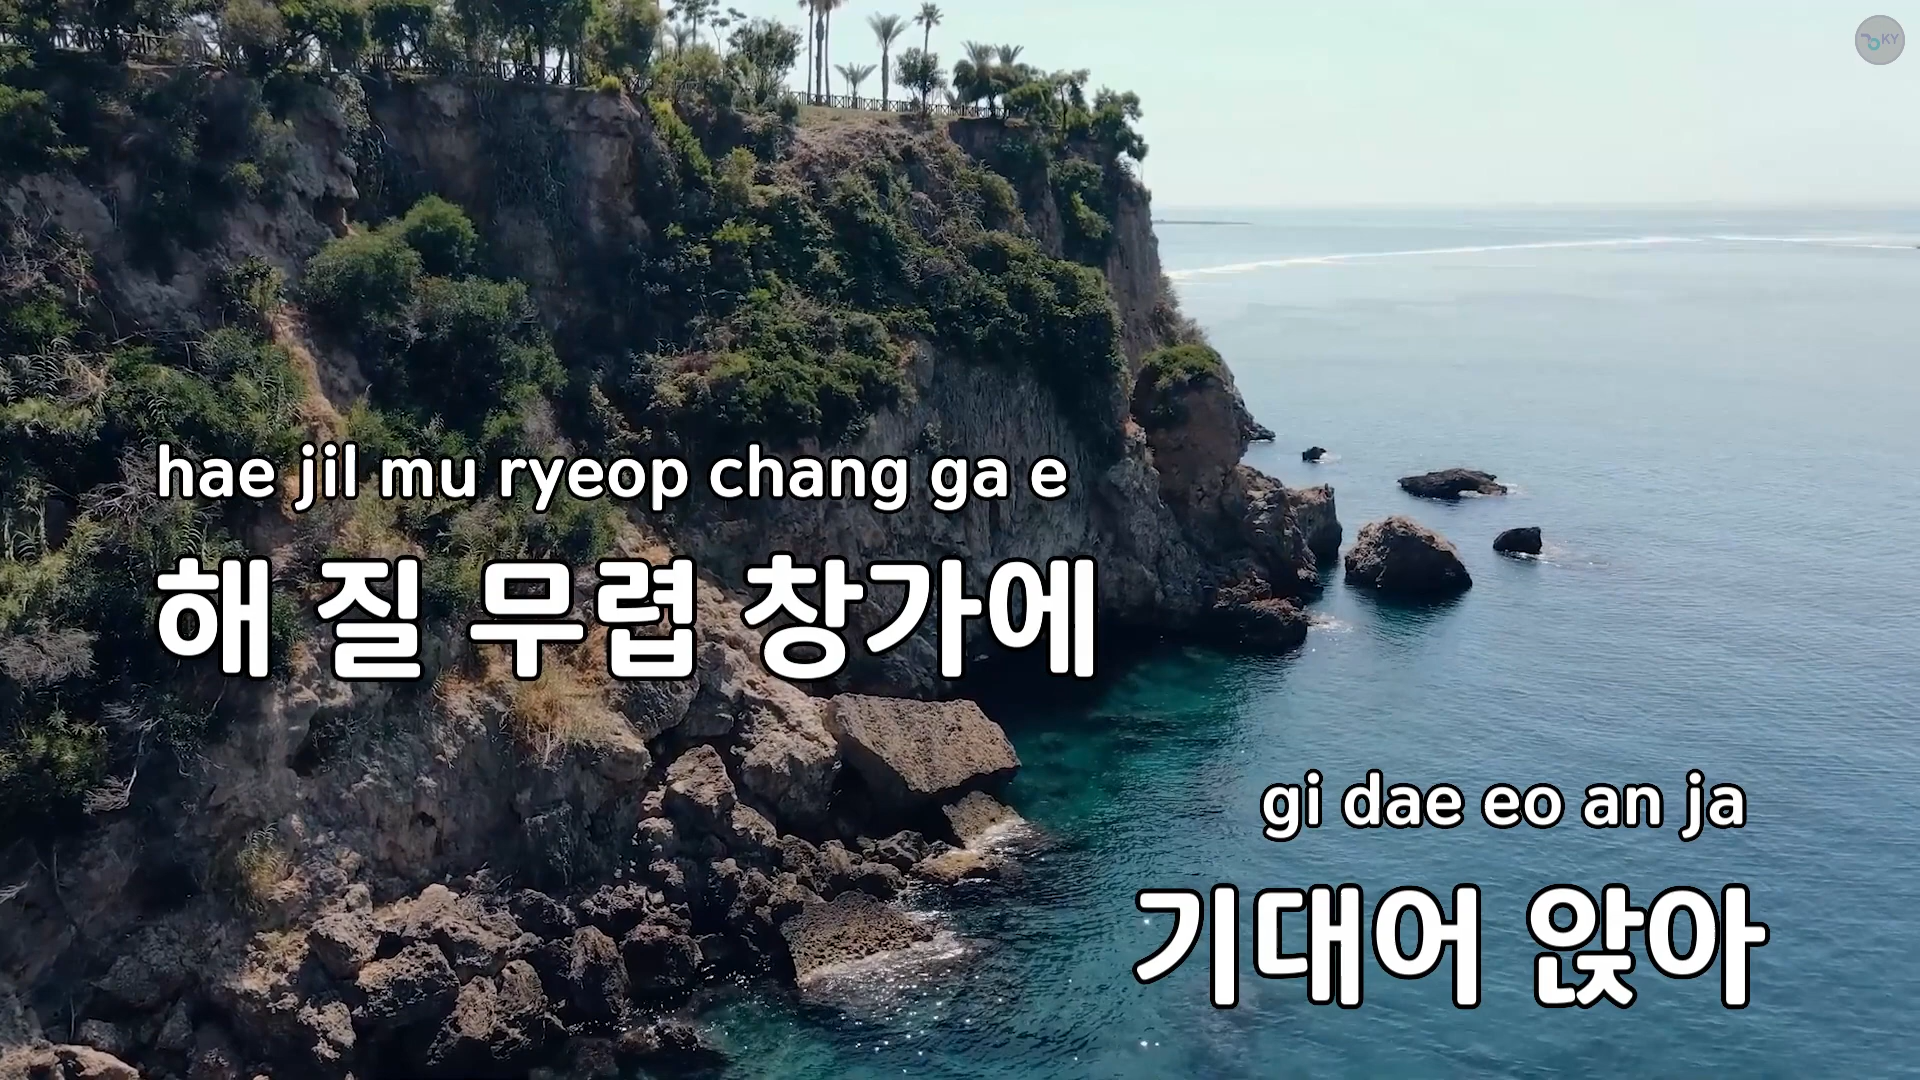 KY
hae jil mu ryeop chang ga e
해 질 무렵 창가에
gi dae eo an ja
기대어 앉아